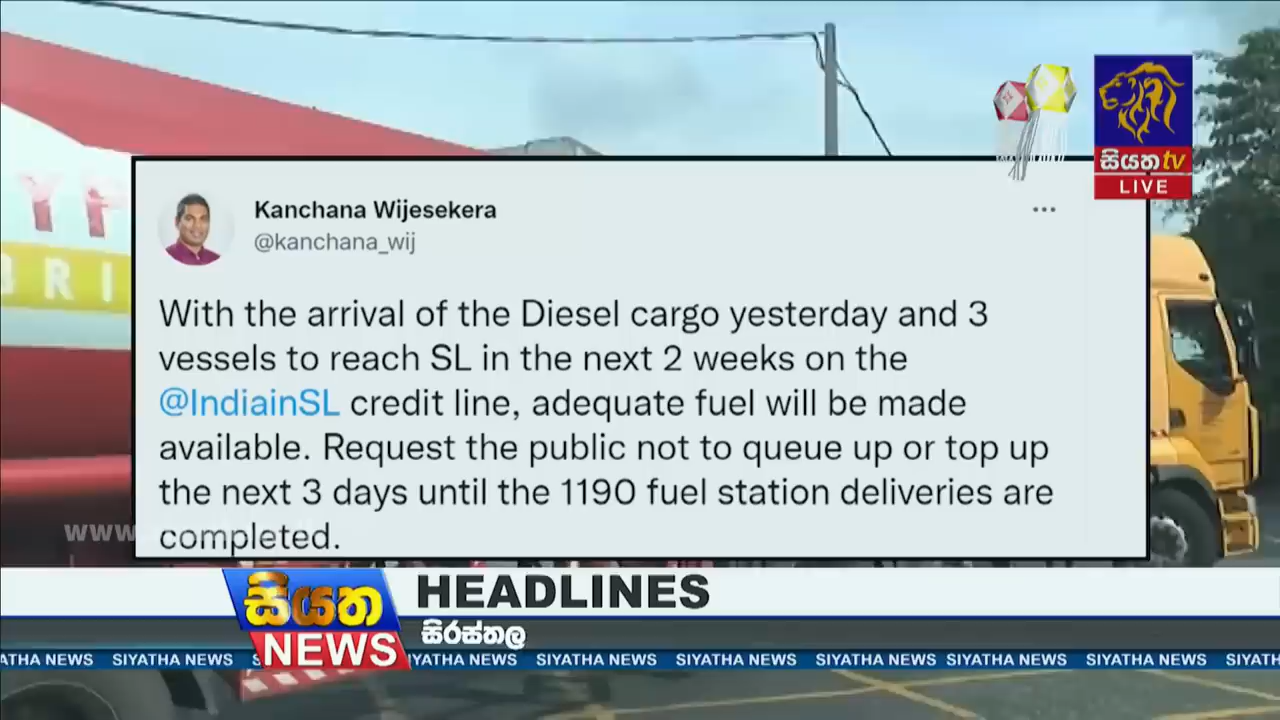 සියත tv
LIVE
Kanchana Wijesekera
@kanchana_wij
With the arrival of the Diesel cargo yesterday and 3
vessels to reach SL in the next 2 weeks on the
@IndiainSL credit line, adequate fuel will be made
available. Request the public not to queue up or top up
the next 3 days until the 1190 fuel station deliveries are
completed.
www.
සියත
NEWS
HEADLINES
සිරස්තල
SIYATHA NEWS SIYATHA NEWS SIYATHA NEWS SIYATHA NEWS SIYATHA NEWS SIYATHA NEWS SIYATHA NEWS